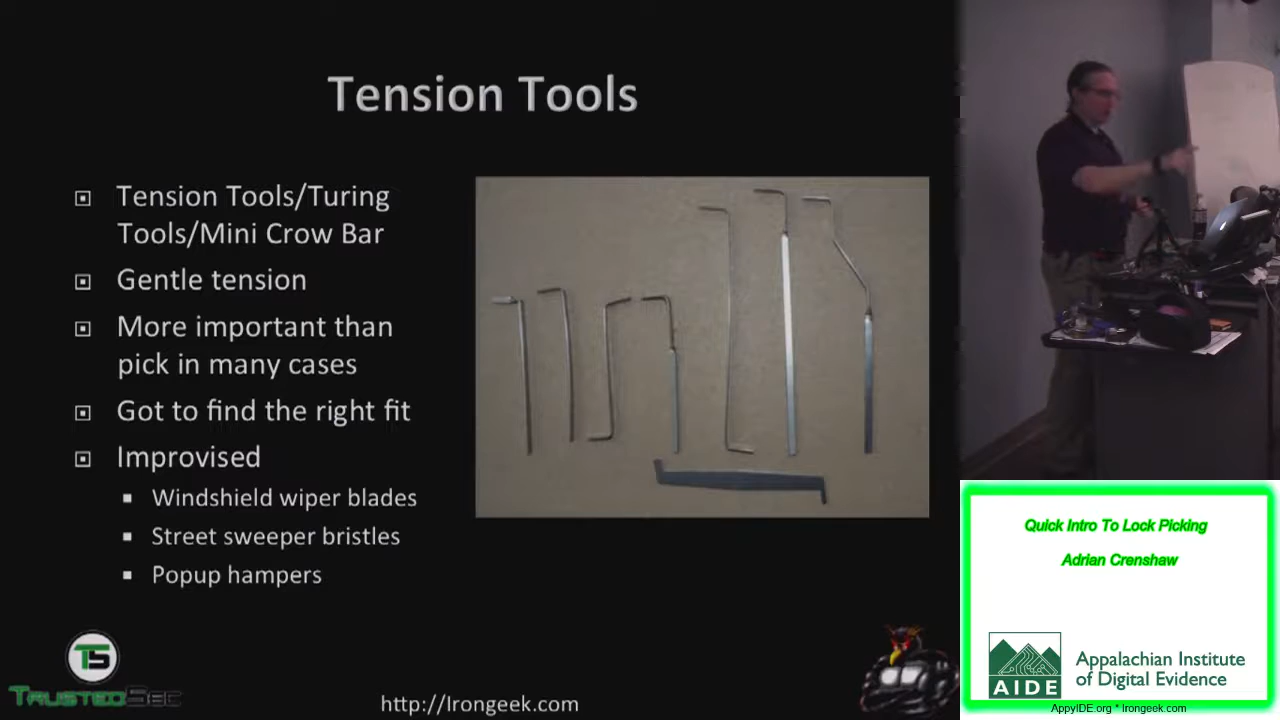 Tension Tools
Tension Tools/Turing
Tools/Mini Crow Bar
Gentle tension
More important than
pick in many cases
Got to find the right fit
Improvised
Windshield wiper blades
Street sweeper bristles
Popup hampers
TS
TRUSTEDSEC
http://Irongeek.com
Quick Intro To Lock Picking
Adrian Crenshaw
AIDE
Appalachian Institute
of Digital Evidence
AppyIDE.org * Irongeek.com